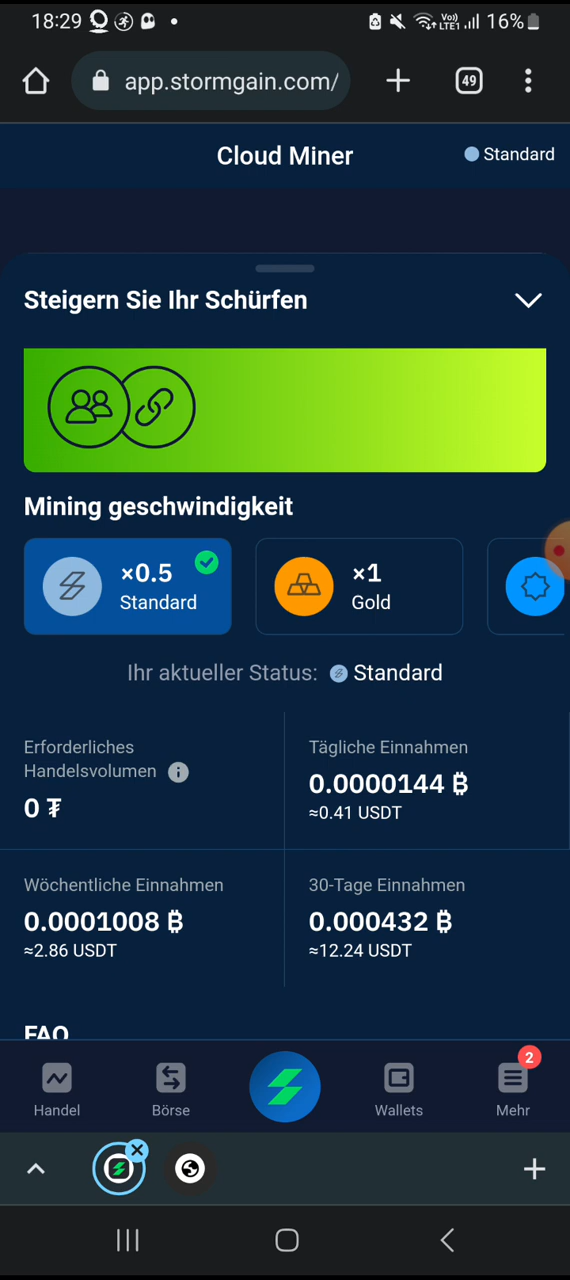 18:29
Vo))
LTE1
16%
app.stormgain.com/
49
Cloud Miner
Standard
Steigern Sie Ihr Schürfen
Mining geschwindigkeit
×0.5
Standard
×1
Gold
Ihr aktueller Status: Standard
Erforderliches
Handelsvolumen
0 ₮
Tägliche Einnahmen
0.0000144 ₿
≈0.41 USDT
Wöchentliche Einnahmen
0.0001008 ₿
≈2.86 USDT
30-Tage Einnahmen
0.000432 ₿
≈12.24 USDT
FAQ
2
Handel
Börse
Wallets
Mehr